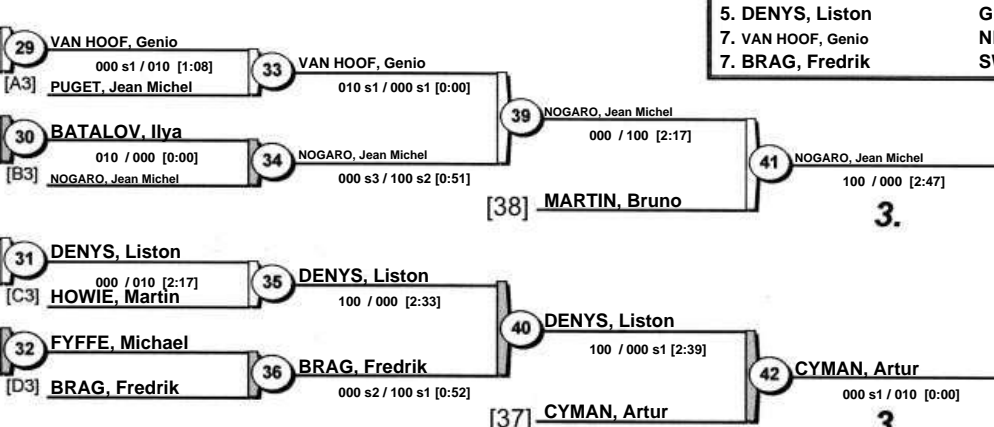 5. DENYS, Liston G
7. VAN HOOF, Genio
7. BRAG, Fredrik
29 VAN HOOF, Genio
000 s1 / 010 [1:08]
[A3] PUGET, Jean Michel
33 VAN HOOF, Genio
010 s1 / 000 s1 [0:00]
30 BATALOV, Ilya
010 / 000 [0:00]
[B3] NOGARO, Jean Michel
34 NOGARO, Jean Michel
000 s3 / 100 s2 [0:51]
39 NOGARO, Jean Michel
000 / 100 [2:17]
[38] MARTIN, Bruno
41 NOGARO, Jean Michel
100 / 000 [2:47]
3.
31 DENYS, Liston
000 / 010 [2:17]
[C3] HOWIE, Martin
35 DENYS, Liston
100 / 000 [2:33]
32 FYFFE, Michael
[D3] BRAG, Fredrik
36 BRAG, Fredrik
000 s2 / 100 s1 [0:52]
40 DENYS, Liston
100 / 000 s1 [2:39]
[37] CYMAN, Artur
42 CYMAN, Artur
000 s1 / 010 [0:00]
3